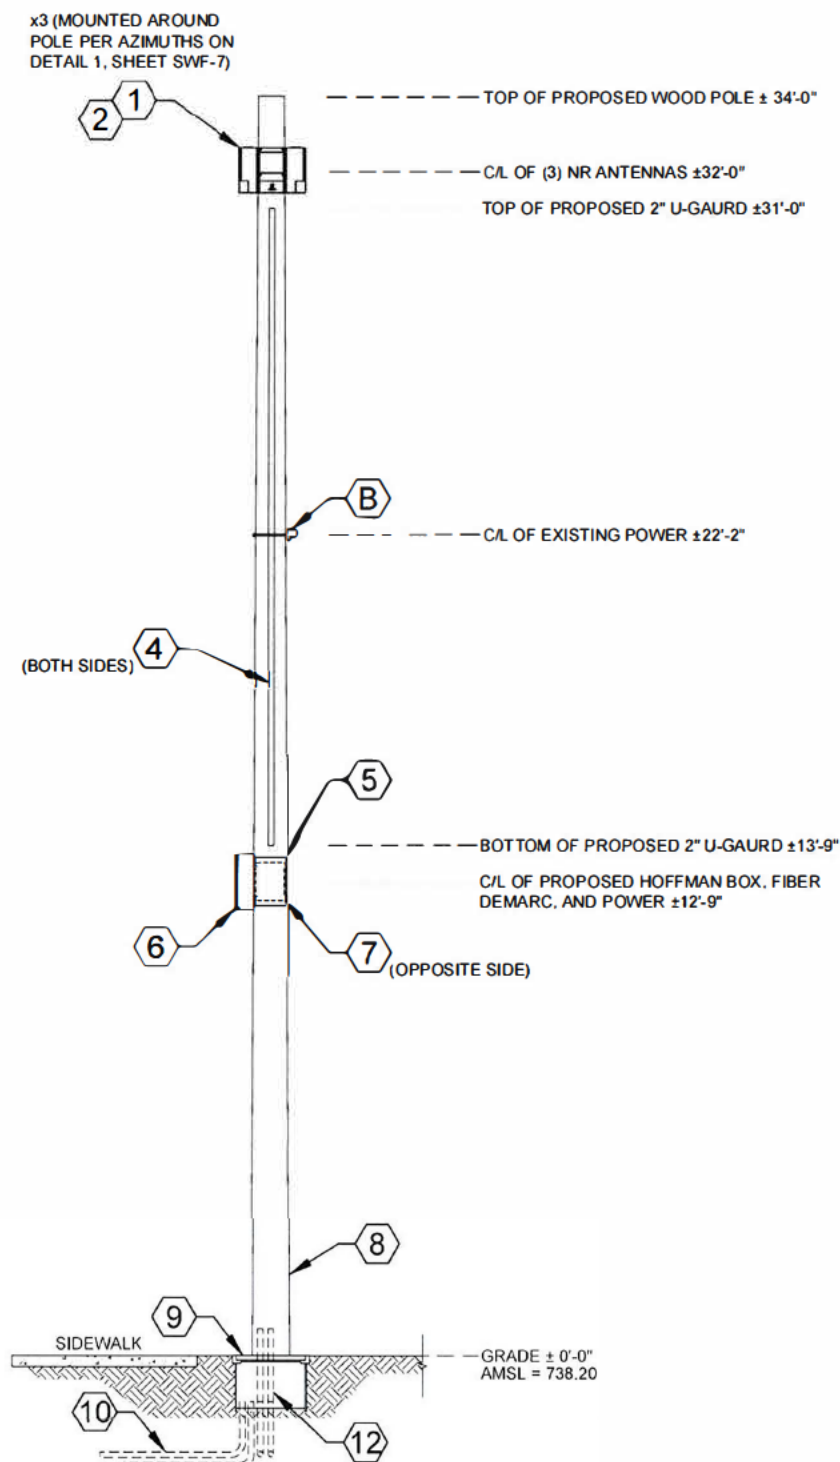 x3 (MOUNTED AROUND
POLE PER AZIMUTHS ON
DETAIL 1, SHEET SWF-7)
1
2
TOP OF PROPOSED WOOD POLE ± 34'-0"
C/L OF (3) NR ANTENNAS ±32'-0"
TOP OF PROPOSED 2" U-GAURD ±31'-0"
B
C/L OF EXISTING POWER ±22'-2"
4
(BOTH SIDES)
5
BOTTOM OF PROPOSED 2" U-GAURD ±13'-9"
C/L OF PROPOSED HOFFMAN BOX, FIBER
DEMARC, AND POWER ±12'-9"
6
7
(OPPOSITE SIDE)
8
9
SIDEWALK
GRADE ± 0'-0"
AMSL = 738.20
10
12